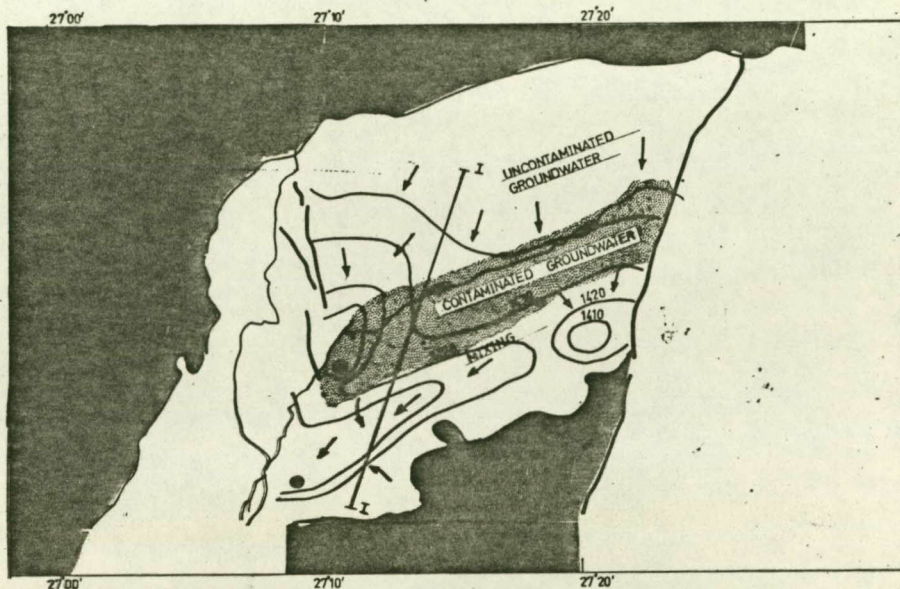 27°00'
27°10'
27°20'
I
UNCONTAMINATED
GROUNDWATER
CONTAMINATED GROUNDWATER
1420
1410
MIXING
I
27°00'
27°10'
27°20'